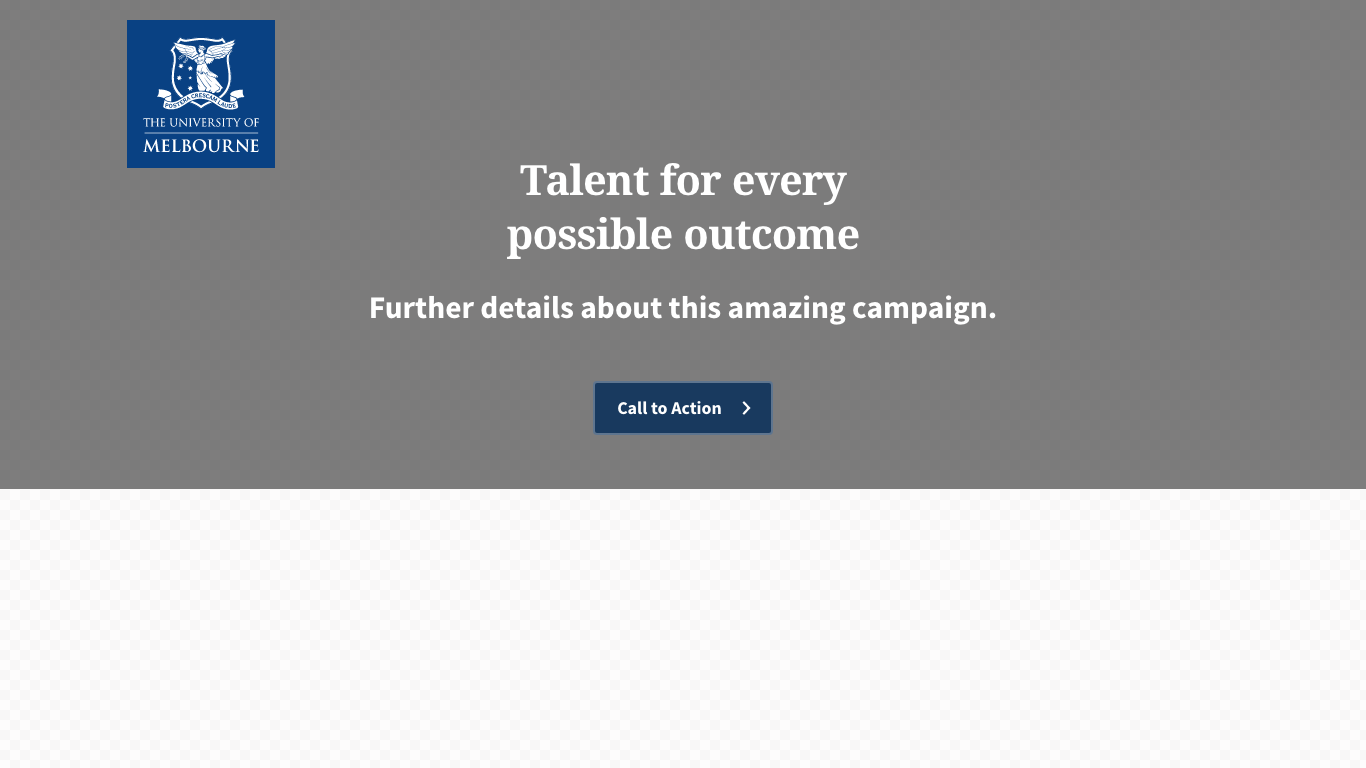 POSTERA CRESCAM LAUDE
THE UNIVERSITY OF
MELBOURNE
Talent for every
possible outcome
Further details about this amazing campaign.
Call to Action